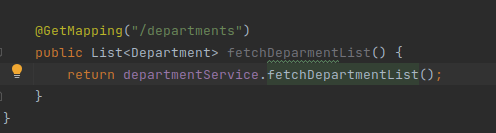 @GetMapping("/departments")
public List<Department> fetchDeparmentList() {
return departmentService.fetchDepartmentList();
}
}